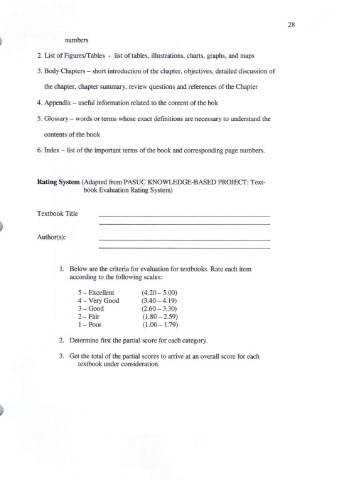 28
numbers
2. List of Figures/Tables - list of tables, illustrations, charts, graphs, and maps
3. Body Chapters – short introduction of the chapter, objectives, detailed discussion of
the chapter, chapter summary, review questions and references of the Chapter
4. Appendix – useful information related to the content of the bok
5. Glossary – words or terms whose exact definitions are necessary to understand the
contents of the book
6. Index – list of the important terms of the book and corresponding page numbers.
Rating System (Adapted from PASUC KNOWLEDGE-BASED PROJECT: Text-
book Evaluation Rating System)
Textbook Title
Author(s):
1. Below are the criteria for evaluation for textbooks. Rate each item
according to the following scales:
5 – Excellent (4.20 – 5.00)
4 – Very Good (3.40 – 4.19)
3 – Good (2.60 – 3.30)
2 – Fair (1.80 – 2.59)
1 – Poor (1.00 – 1.79)
2. Determine first the partial score for each category.
3. Get the total of the partial scores to arrive at an overall score for each
textbook under consideration.